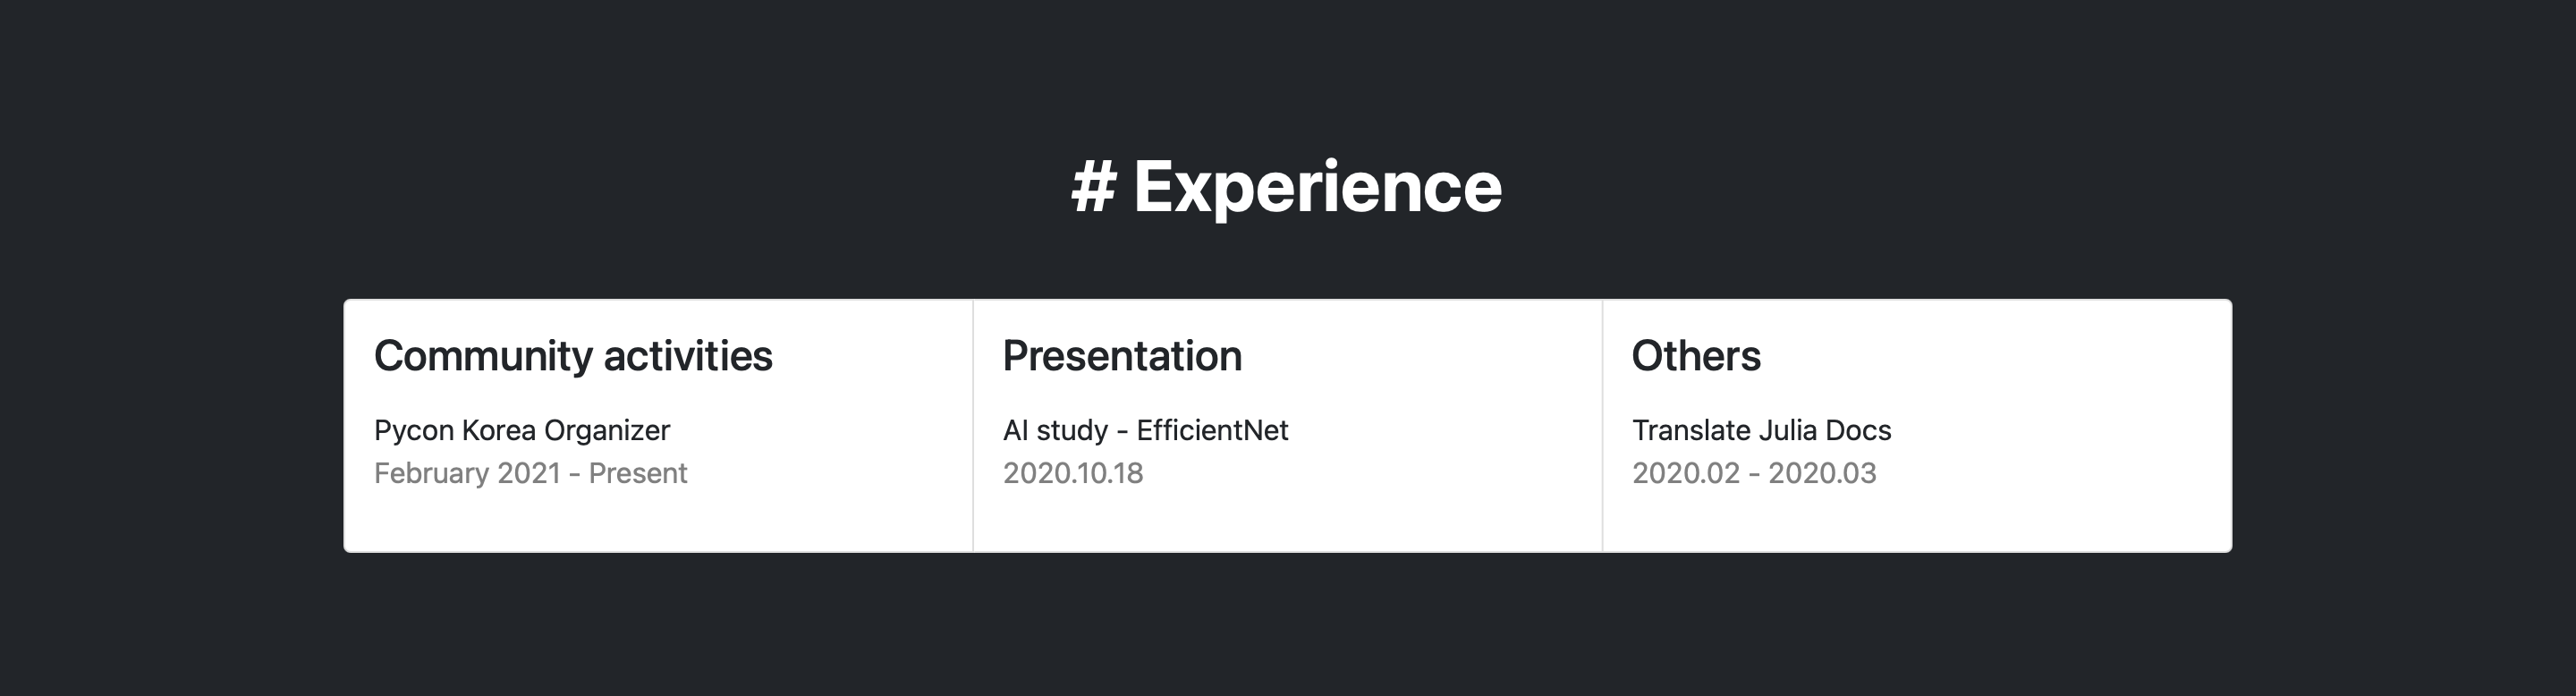 # Experience
Community activities
Pycon Korea Organizer
February 2021 - Present
Presentation
AI study - EfficientNet
2020.10.18
Others
Translate Julia Docs
2020.02 - 2020.03